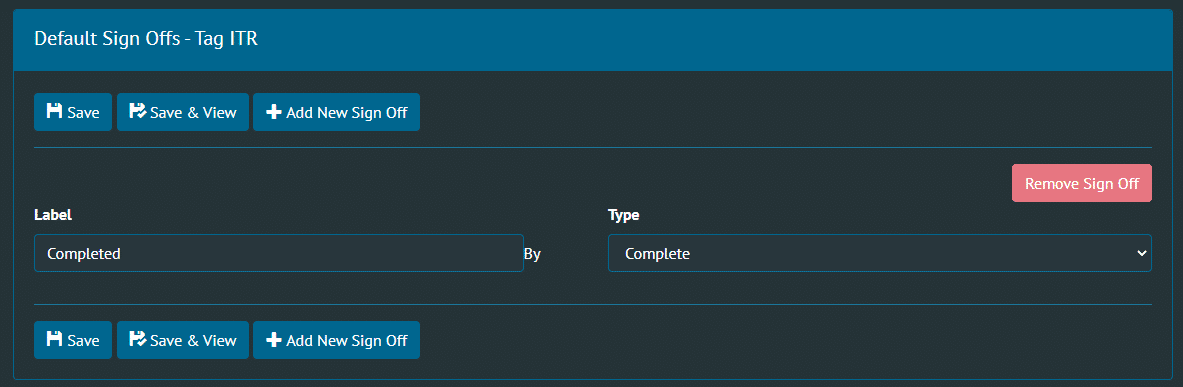 Default Sign Offs - Tag ITR
Save Save & View Add New Sign Off
Remove Sign Off
Label Type
Completed By Complete
Save Save & View Add New Sign Off